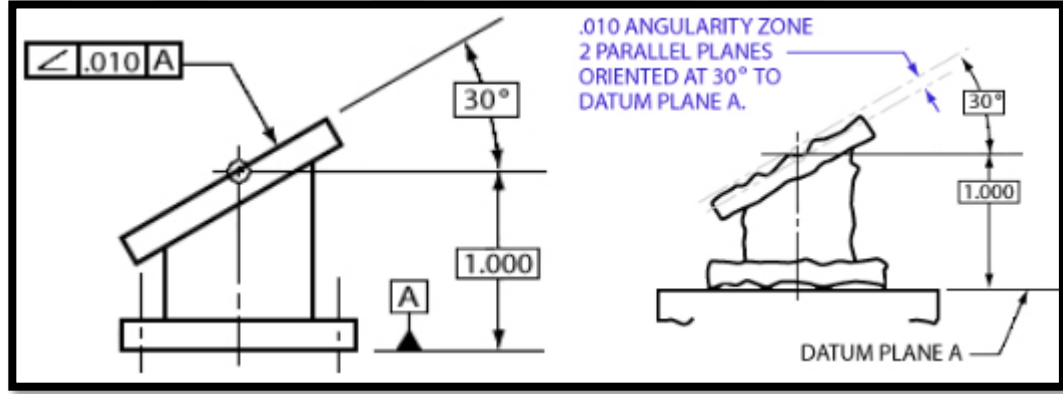 ∠ .010 A
30°
1.000
A
.010 ANGULARITY ZONE
2 PARALLEL PLANES
ORIENTED AT 30° TO
DATUM PLANE A.
30°
1.000
DATUM PLANE A